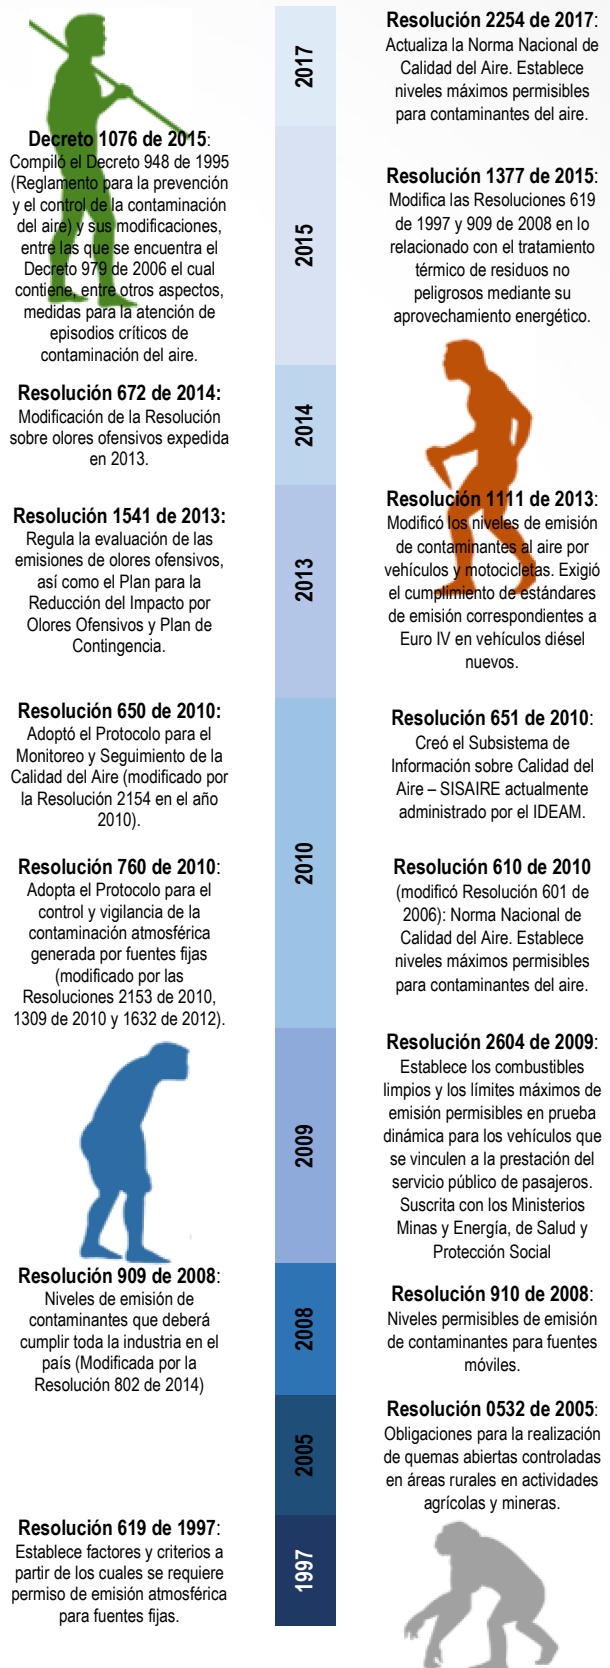 2017
Resolución 2254 de 2017:
Actualiza la Norma Nacional de
Calidad del Aire. Establece
niveles máximos permisibles
para contaminantes del aire.
Decreto 1076 de 2015:
Compiló el Decreto 948 de 1995
(Reglamento para la prevención
y el control de la contaminación
del aire) y sus modificaciones,
entre las que se encuentra el
Decreto 979 de 2006 el cual
contiene, entre otros aspectos,
medidas para la atención de
episodios críticos de
contaminación del aire.
2015
Resolución 1377 de 2015:
Modifica las Resoluciones 619
de 1997 y 909 de 2008 en lo
relacionado con el tratamiento
térmico de residuos no
peligrosos mediante su
aprovechamiento energético.
Resolución 672 de 2014:
Modificación de la Resolución
sobre olores ofensivos expedida
en 2013.
2014
Resolución 1541 de 2013:
Regula la evaluación de las
emisiones de olores ofensivos,
así como el Plan para la
Reducción del Impacto por
Olores Ofensivos y Plan de
Contingencia.
2013
Resolución 1111 de 2013:
Modificó los niveles de emisión
de contaminantes al aire por
vehículos y motocicletas. Exigió
el cumplimiento de estándares
de emisión correspondientes a
Euro IV en vehículos diésel
nuevos.
Resolución 650 de 2010:
Adoptó el Protocolo para el
Monitoreo y Seguimiento de la
Calidad del Aire (modificado por
la Resolución 2154 en el año
2010).
Resolución 760 de 2010:
Adopta el Protocolo para el
control y vigilancia de la
contaminación atmosférica
generada por fuentes fijas
(modificado por las
Resoluciones 2153 de 2010,
1309 de 2010 y 1632 de 2012).
2010
Resolución 651 de 2010:
Creó el Subsistema de
Información sobre Calidad del
Aire – SISAIRE actualmente
administrado por el IDEAM.
Resolución 610 de 2010
(modificó Resolución 601 de
2006): Norma Nacional de
Calidad del Aire. Establece
niveles máximos permisibles
para contaminantes del aire.
2009
Resolución 2604 de 2009:
Establece los combustibles
limpios y los límites máximos de
emisión permisibles en prueba
dinámica para los vehículos que
se vinculen a la prestación del
servicio público de pasajeros.
Suscrita con los Ministerios
Minas y Energía, de Salud y
Protección Social
Resolución 909 de 2008:
Niveles de emisión de
contaminantes que deberá
cumplir toda la industria en el
país (Modificada por la
Resolución 802 de 2014)
2008
Resolución 910 de 2008:
Niveles permisibles de emisión
de contaminantes para fuentes
móviles.
2005
Resolución 0532 de 2005:
Obligaciones para la realización
de quemas abiertas controladas
en áreas rurales en actividades
agrícolas y mineras.
Resolución 619 de 1997:
Establece factores y criterios a
partir de los cuales se requiere
permiso de emisión atmosférica
para fuentes fijas.
1997